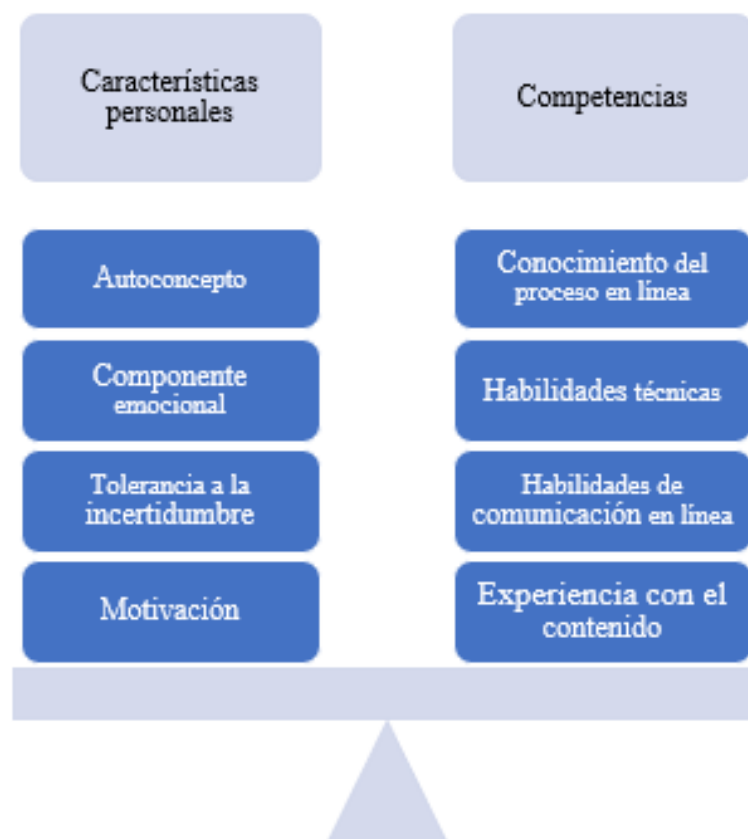 Características
personales
Competencias
Autoconcepto
Componente
emocional
Tolerancia a la
incertidumbre
Motivación
Conocimiento del
proceso en línea
Habilidades técnicas
Habilidades de
comunicación en línea
Experiencia con el
contenido